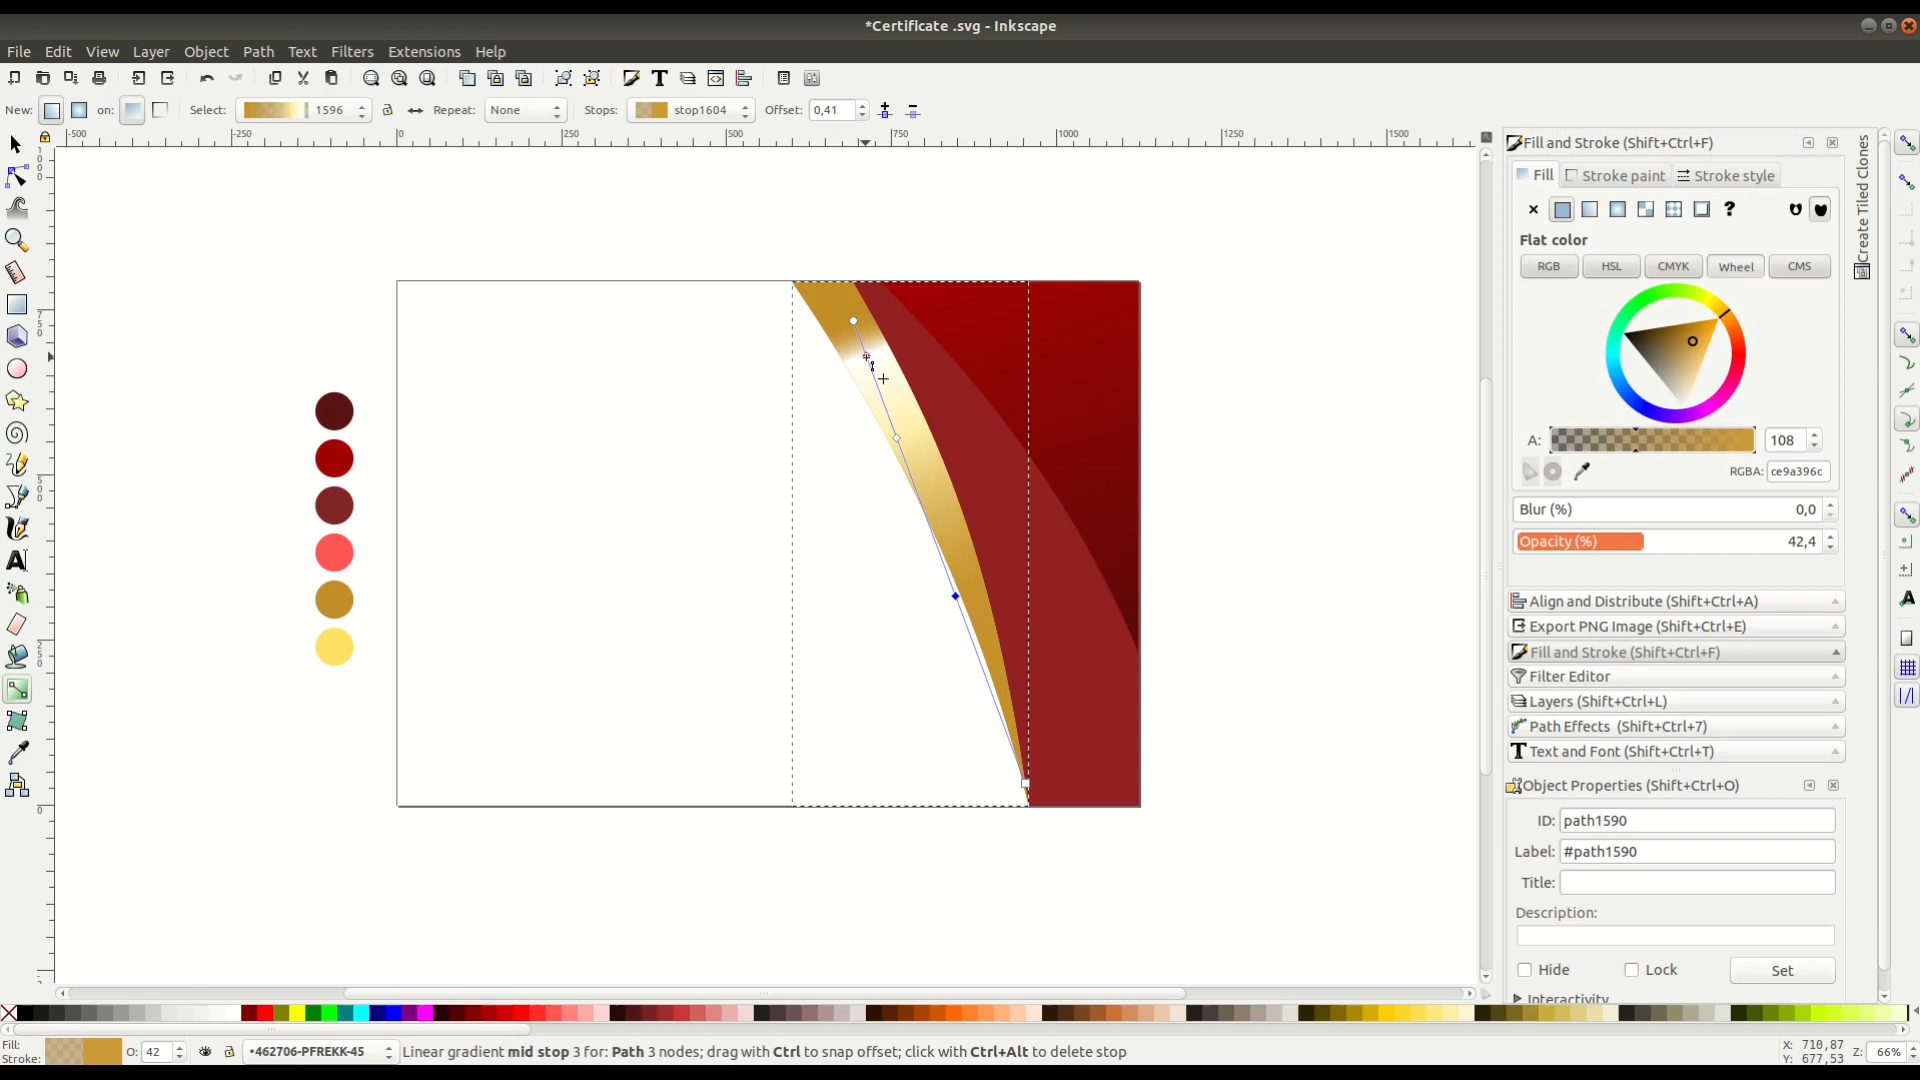 *Certificate .svg - Inkscape
File Edit View Layer Object Path Text Filters Extensions Help
New: on: Select: 1596 Repeat: None Stops: stop1604 Offset: 0,41
-500 -250 0 250 500 750 1000 1250 1500
Fill and Stroke (Shift+Ctrl+F)
Fill Stroke paint Stroke style
?
Flat color
RGB HSL CMYK Wheel CMS
A: 108
RGBA: ce9a396c
Blur (%) 0,0
Opacity (%) 42,4
Align and Distribute (Shift+Ctrl+A)
Export PNG Image (Shift+Ctrl+E)
Fill and Stroke (Shift+Ctrl+F)
Filter Editor
Layers (Shift+Ctrl+L)
Path Effects (Shift+Ctrl+7)
Text and Font (Shift+Ctrl+T)
Object Properties (Shift+Ctrl+O)
ID: path1590
Label: #path1590
Title:
Description:
Hide Lock Set
Interactivity
Create Tiled Clones
Fill:
Stroke:
O: 42
•462706-PFREKK-45
Linear gradient mid stop 3 for: Path 3 nodes; drag with Ctrl to snap offset; click with Ctrl+Alt to delete stop
X: 710,87
Y: 677,53
Z: 66%